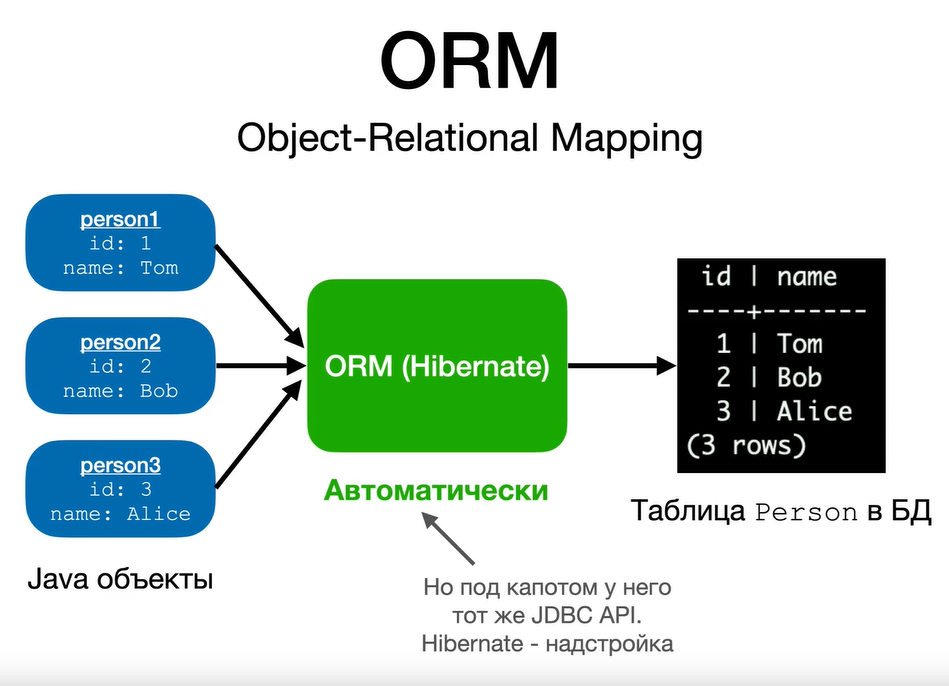 ORM
Object-Relational Mapping
person1
id: 1
name: Tom
person2
id: 2
name: Bob
person3
id: 3
name: Alice
Java объекты
ORM (Hibernate)
Автоматически
Но под капотом у него
тот же JDBC API.
Hibernate - надстройка
id | name
----+-------
1 | Tom
2 | Bob
3 | Alice
(3 rows)
Таблица Person в БД